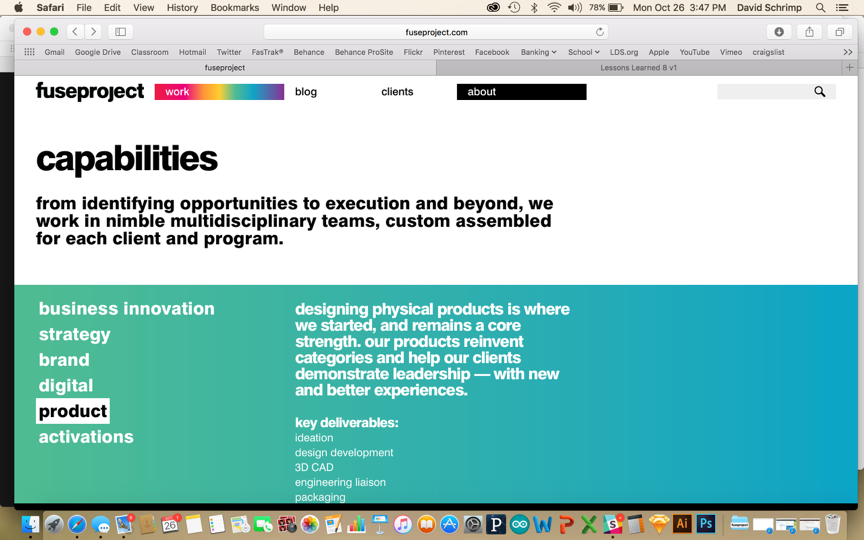 Safari File Edit View History Bookmarks Window Help 78% Mon Oct 26 3:47 PM David Schrimp
fuseproject.com
Gmail Google Drive Classroom Hotmail Twitter FasTrak® Behance Behance ProSite Flickr Pinterest Facebook Banking School LDS.org Apple YouTube Vimeo craigslist
fuseproject Lessons Learned 8 v1
fuseproject work blog clients about
capabilities
from identifying opportunities to execution and beyond, we
work in nimble multidisciplinary teams, custom assembled
for each client and program.
business innovation
strategy
brand
digital
product
activations
designing physical products is where
we started, and remains a core
strength. our products reinvent
categories and help our clients
demonstrate leadership — with new
and better experiences.
key deliverables:
ideation
design development
3D CAD
engineering liaison
packaging
26
P
W
P
X
S
Ai
Ps